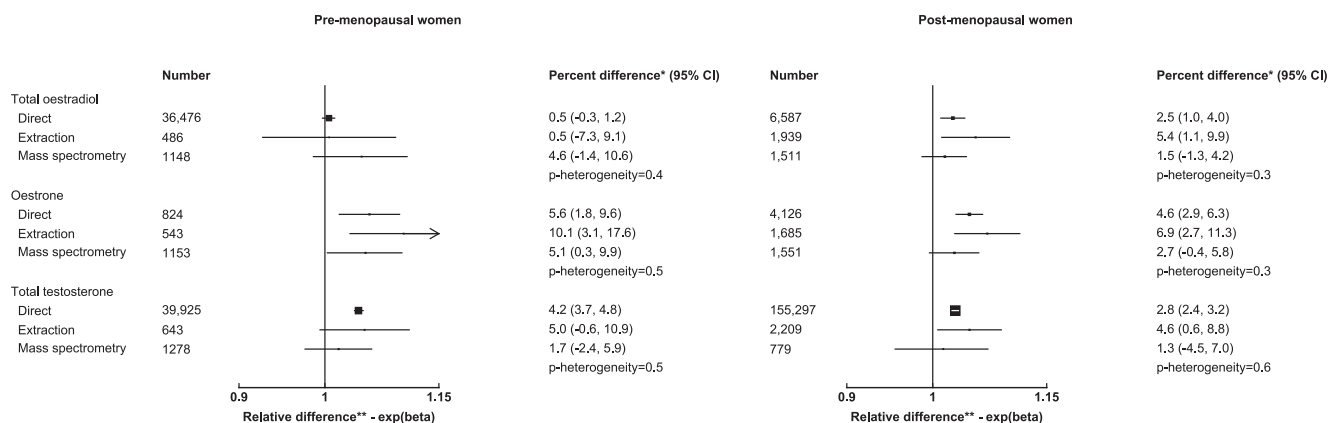 Pre-menopausal women Post-menopausal women
Number Percent difference* (95% CI) Number Percent difference* (95% CI)
Total oestradiol
Direct 36,476 0.5 (-0.3, 1.2) 6,587 2.5 (1.0, 4.0)
Extraction 486 0.5 (-7.3, 9.1) 1,939 5.4 (1.1, 9.9)
Mass spectrometry 1148 4.6 (-1.4, 10.6) 1,511 1.5 (-1.3, 4.2)
p-heterogeneity=0.4 p-heterogeneity=0.3
Oestrone
Direct 824 5.6 (1.8, 9.6) 4,126 4.6 (2.9, 6.3)
Extraction 543 10.1 (3.1, 17.6) 1,685 6.9 (2.7, 11.3)
Mass spectrometry 1153 5.1 (0.3, 9.9) 1,551 2.7 (-0.4, 5.8)
p-heterogeneity=0.5 p-heterogeneity=0.3
Total testosterone
Direct 39,925 4.2 (3.7, 4.8) 155,297 2.8 (2.4, 3.2)
Extraction 643 5.0 (-0.6, 10.9) 2,209 4.6 (0.6, 8.8)
Mass spectrometry 1278 1.7 (-2.4, 5.9) 779 1.3 (-4.5, 7.0)
p-heterogeneity=0.5 p-heterogeneity=0.6
0.9 1 1.15 0.9 1 1.15
Relative difference** - exp(beta) Relative difference** - exp(beta)